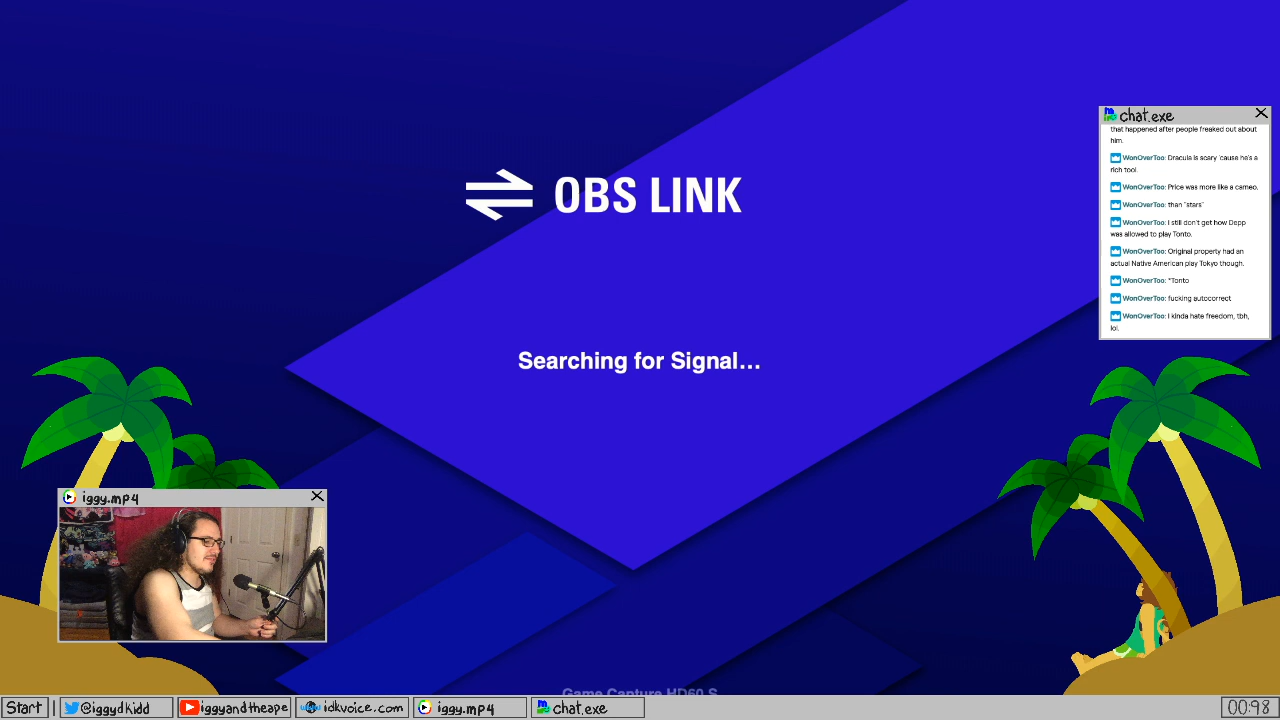 OBS LINK
Searching for Signal...
Game Capture HD60 S
chat.exe
that happened after people freaked out about
him.
WonOverToo: Dracula is scary 'cause he's a
rich tool.
WonOverToo: Price was more like a cameo.
WonOverToo: than "stars"
WonOverToo: I still don't get how Depp
was allowed to play Tonto.
WonOverToo: Original property had an
actual Native American play Tokyo though.
WonOverToo: *Tonto
WonOverToo: fucking autocorrect
WonOverToo: I kinda hate freedom, tbh,
lol.
iggy.mp4
Start
@iggydkidd
iggyandtheape
idkvoice.com
iggy.mp4
chat.exe
00:98